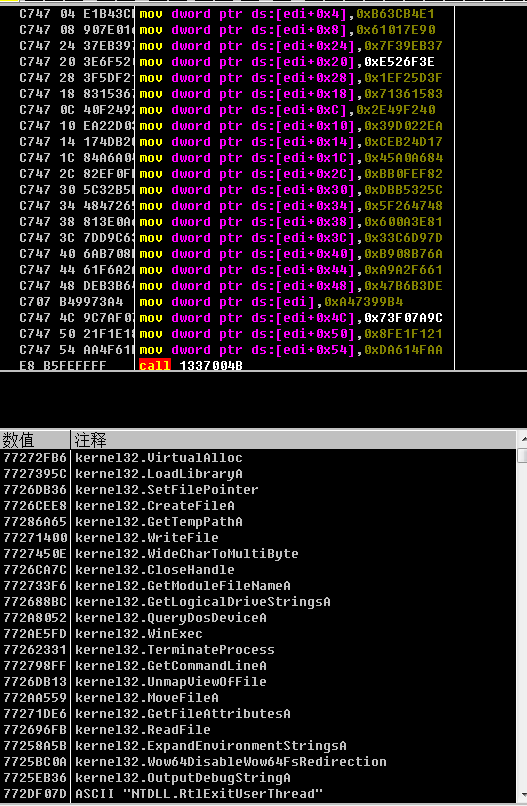 C747 04 E1B43C mov dword ptr ds:[edi+0x4],0xB63CB4E1
C747 08 907E01 mov dword ptr ds:[edi+0x8],0x61017E90
C747 24 37EB39 mov dword ptr ds:[edi+0x24],0x7F39EB37
C747 20 3E6F52 mov dword ptr ds:[edi+0x20],0xE526F3E
C747 28 3F5DF2 mov dword ptr ds:[edi+0x28],0x1EF25D3F
C747 18 831536 mov dword ptr ds:[edi+0x18],0x71361583
C747 0C 40F249 mov dword ptr ds:[edi+0xC],0x2E49F240
C747 10 EA22D0 mov dword ptr ds:[edi+0x10],0x39D022EA
C747 14 174DB2 mov dword ptr ds:[edi+0x14],0xCEB24D17
C747 1C 84A6A0 mov dword ptr ds:[edi+0x1C],0x45A0A684
C747 2C 82EF0F mov dword ptr ds:[edi+0x2C],0xBB0FEF82
C747 30 5C32B5 mov dword ptr ds:[edi+0x30],0xDBB5325C
C747 34 484726 mov dword ptr ds:[edi+0x34],0x5F264748
C747 38 813E0A mov dword ptr ds:[edi+0x38],0x600A3E81
C747 3C 7DD9C6 mov dword ptr ds:[edi+0x3C],0x33C6D97D
C747 40 6AB708 mov dword ptr ds:[edi+0x40],0xB908B76A
C747 44 61F6A2 mov dword ptr ds:[edi+0x44],0xA9A2F661
C747 48 DEB3B6 mov dword ptr ds:[edi+0x48],0x47B6B3DE
C707 B49973A4 mov dword ptr ds:[edi],0xA47399B4
C747 4C 9C7AF0 mov dword ptr ds:[edi+0x4C],0x73F07A9C
C747 50 21F1E1 mov dword ptr ds:[edi+0x50],0x8FE1F121
C747 54 AA4F61 mov dword ptr ds:[edi+0x54],0xDA614FAA
E8 B5FEFFFF call 1337004B
数值 注释
77272FB6 kernel32.VirtualAlloc
7727395C kernel32.LoadLibraryA
7726DB36 kernel32.SetFilePointer
7726CEE8 kernel32.CreateFileA
77286A65 kernel32.GetTempPathA
77271400 kernel32.WriteFile
7727450E kernel32.WideCharToMultiByte
7726CA7C kernel32.CloseHandle
772733F6 kernel32.GetModuleFileNameA
772688BC kernel32.GetLogicalDriveStringsA
772A8052 kernel32.QueryDosDeviceA
772AE5FD kernel32.WinExec
77262331 kernel32.TerminateProcess
772798FF kernel32.GetCommandLineA
7726DB13 kernel32.UnmapViewOfFile
772AA559 kernel32.MoveFileA
77271DE6 kernel32.GetFileAttributesA
772696FB kernel32.ReadFile
77258A5B kernel32.ExpandEnvironmentStringsA
7725BC0A kernel32.Wow64DisableWow64FsRedirection
7725EB36 kernel32.OutputDebugStringA
772DF07D ASCII "NTDLL.RtlExitUserThread"